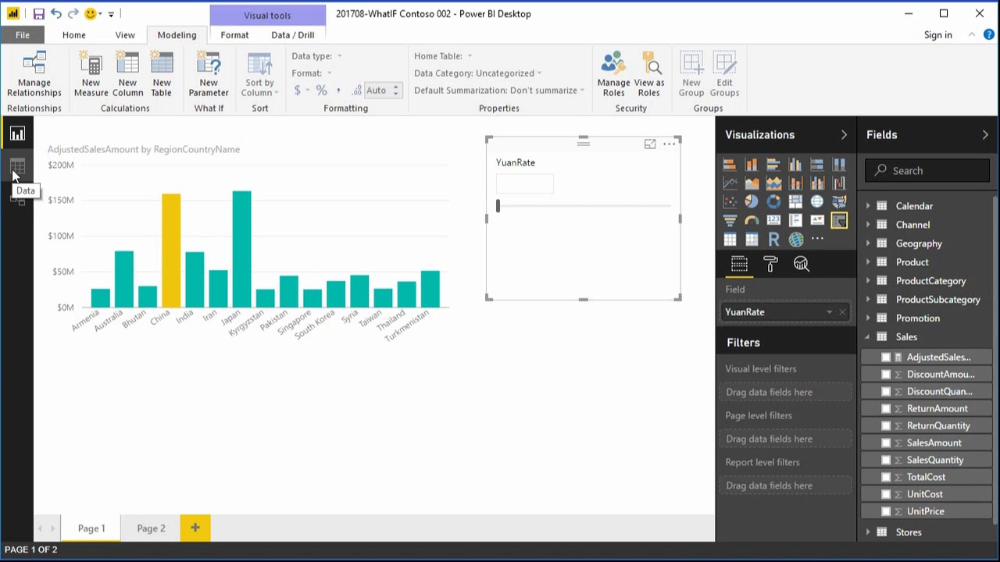 Visual tools
201708-WhatIF Contoso 002 - Power BI Desktop
File Home View Modeling Format Data / Drill Sign in
Manage Relationships
New Measure
New Column
New Table
New Parameter
Sort by Column
Data type:
Format:
$ % , .00 Auto
Home Table:
Data Category: Uncategorized
Default Summarization: Don't summarize
Manage Roles
View as Roles
New Group
Edit Groups
Relationships Calculations What If Sort Formatting Properties Security Groups
Data
AdjustedSalesAmount by RegionCountryName
$200M
$150M
$100M
$50M
$0M
Armenia Australia Bhutan China India Iran Japan Kyrgyzstan Pakistan Singapore South Korea Syria Taiwan Thailand Turkmenistan
YuanRate
Visualizations
123
R
Field
YuanRate
Filters
Visual level filters
Drag data fields here
Page level filters
Drag data fields here
Report level filters
Drag data fields here
Fields
Search
Calendar
Channel
Geography
Product
ProductCategory
ProductSubcategory
Promotion
Sales
AdjustedSales...
DiscountAmou...
DiscountQuan...
ReturnAmount
ReturnQuantity
SalesAmount
SalesQuantity
TotalCost
UnitCost
UnitPrice
Stores
Page 1 Page 2 +
PAGE 1 OF 2